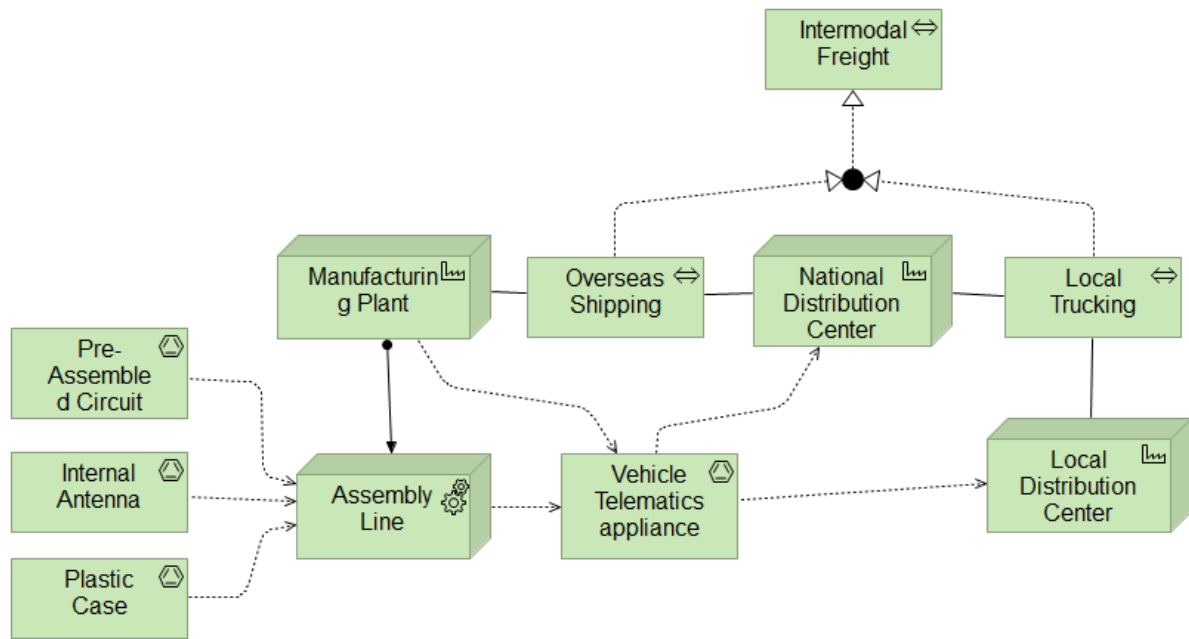 Intermodal
Freight
Manufacturin
g Plant
Overseas
Shipping
National
Distribution
Center
Local
Trucking
Pre-
Assemble
d Circuit
Internal
Antenna
Plastic
Case
Assembly
Line
Vehicle
Telematics
appliance
Local
Distribution
Center